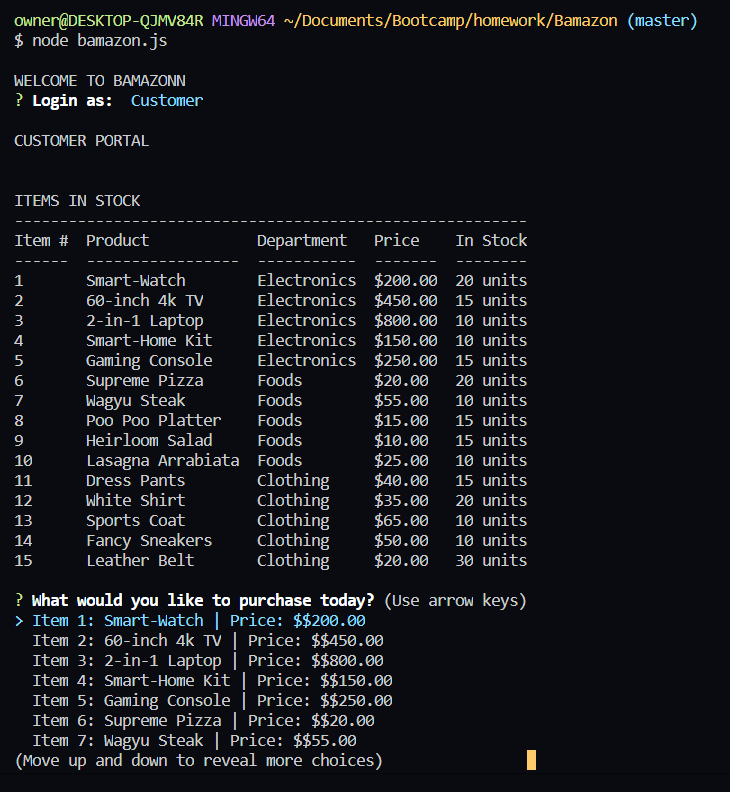 owner@DESKTOP-QJMV84R MINGW64 ~/Documents/Bootcamp/homework/Bamazon (master)
$ node bamazon.js
WELCOME TO BAMAZONN
? Login as:  Customer
CUSTOMER PORTAL
ITEMS IN STOCK
---------------------------------------------------------
Item #  Product            Department   Price    In Stock
------  -----------------  -----------  -------  --------
1       Smart-Watch        Electronics  $200.00  20 units
2       60-inch 4k TV      Electronics  $450.00  15 units
3       2-in-1 Laptop      Electronics  $800.00  10 units
4       Smart-Home Kit     Electronics  $150.00  10 units
5       Gaming Console     Electronics  $250.00  15 units
6       Supreme Pizza      Foods        $20.00   20 units
7       Wagyu Steak        Foods        $55.00   10 units
8       Poo Poo Platter    Foods        $15.00   15 units
9       Heirloom Salad     Foods        $10.00   15 units
10      Lasagna Arrabiata  Foods        $25.00   10 units
11      Dress Pants        Clothing     $40.00   15 units
12      White Shirt        Clothing     $35.00   20 units
13      Sports Coat        Clothing     $65.00   10 units
14      Fancy Sneakers     Clothing     $50.00   10 units
15      Leather Belt       Clothing     $20.00   30 units
? What would you like to purchase today? (Use arrow keys)
> Item 1: Smart-Watch | Price: $$200.00
  Item 2: 60-inch 4k TV | Price: $$450.00
  Item 3: 2-in-1 Laptop | Price: $$800.00
  Item 4: Smart-Home Kit | Price: $$150.00
  Item 5: Gaming Console | Price: $$250.00
  Item 6: Supreme Pizza | Price: $$20.00
  Item 7: Wagyu Steak | Price: $$55.00
(Move up and down to reveal more choices)